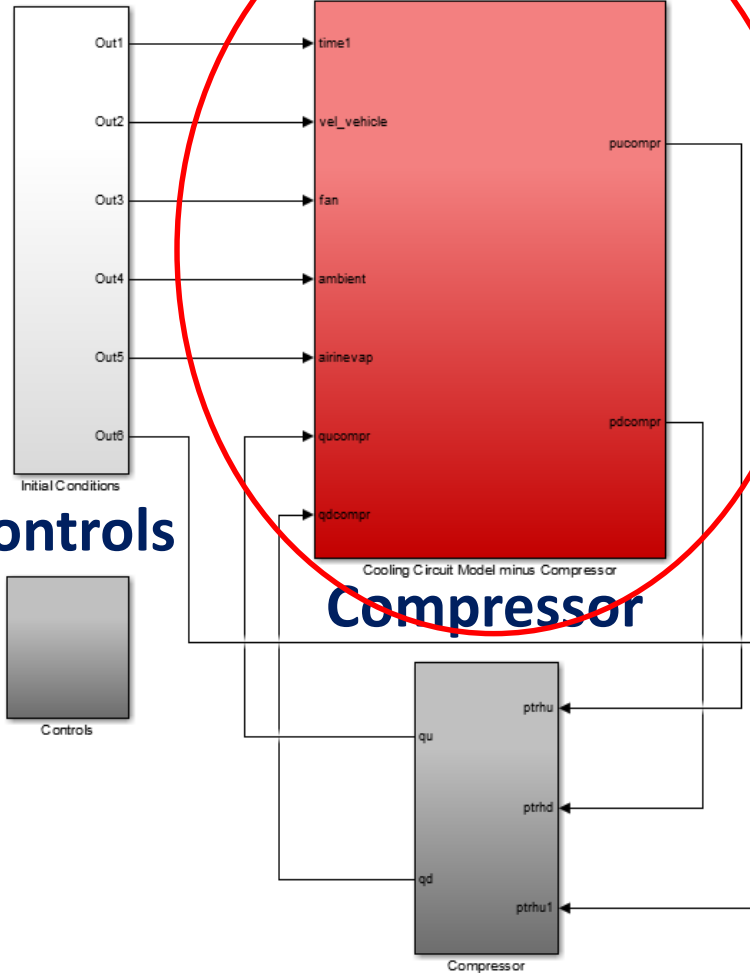 Out1
Out2
Out3
Out4
Out5
Out6
Initial Conditions
time1
vel_vehicle
fan
ambient
airinevap
qucompr
qdcompr
pucompr
pdcompr
Cooling Circuit Model minus Compressor
ontrols
Compressor
Controls
qu
qd
ptrhu
ptrhd
ptrhu1
Compressor